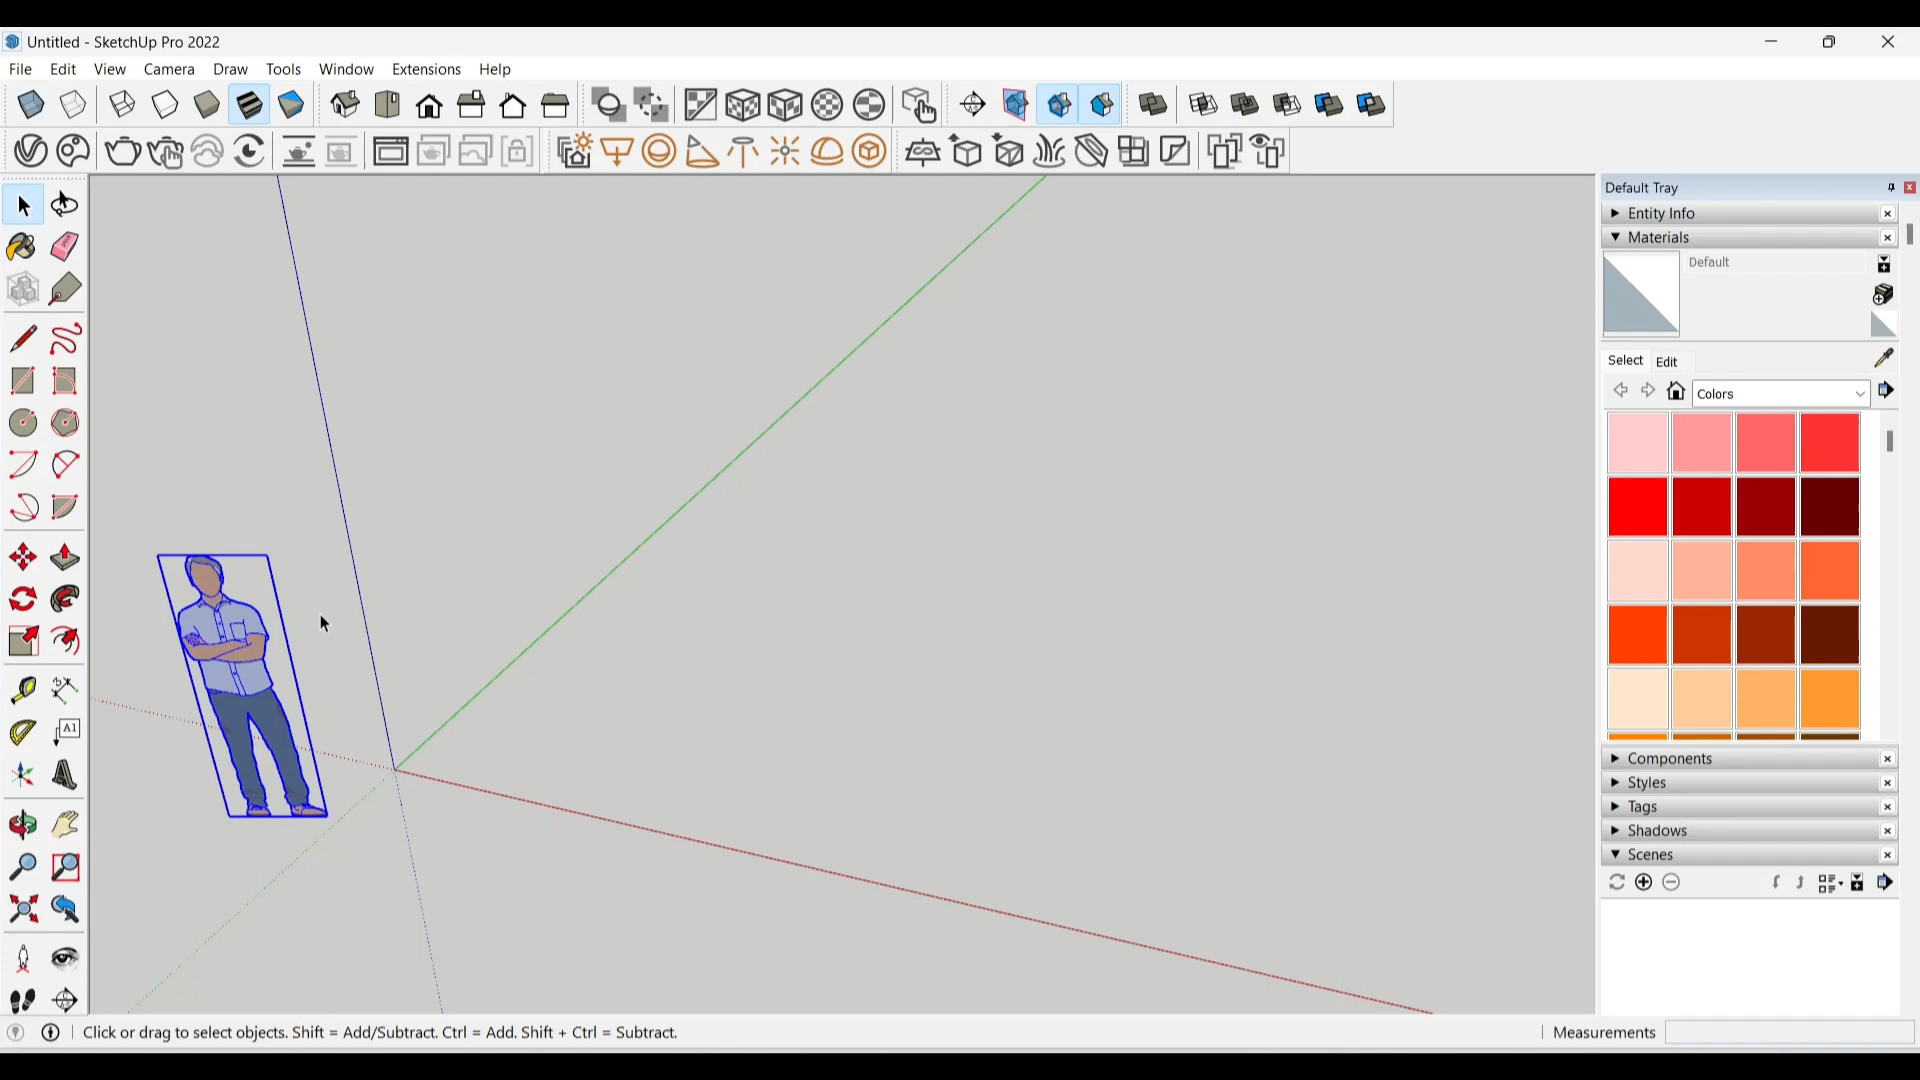 Untitled - SketchUp Pro 2022
File Edit View Camera Draw Tools Window Extensions Help
Default Tray
Entity Info
Materials
Default
Select Edit
Colors
A1
Components
Styles
Tags
Shadows
Scenes
Click or drag to select objects. Shift = Add/Subtract. Ctrl = Add. Shift + Ctrl = Subtract.
Measurements